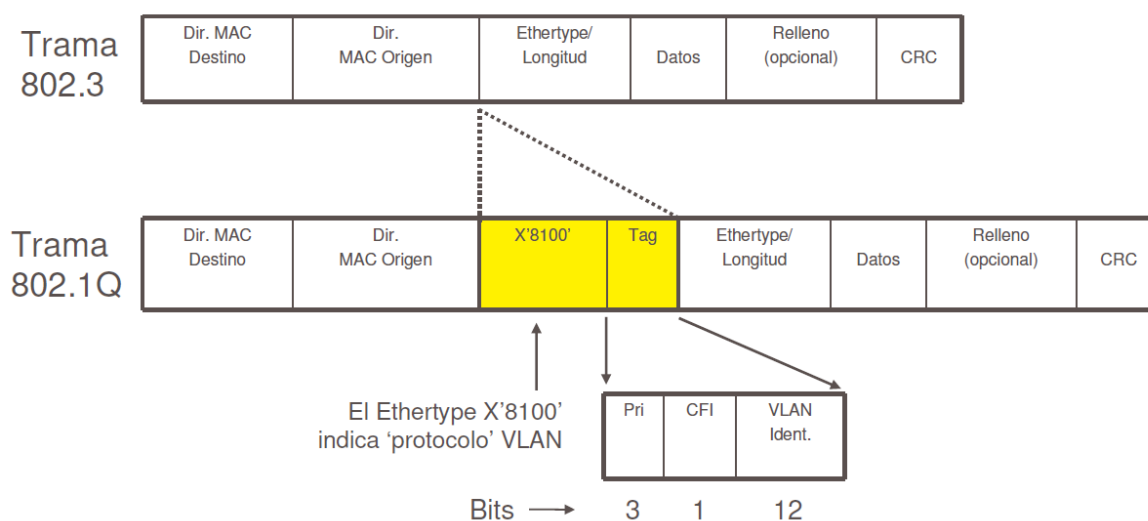 Trama
802.3
Dir. MAC
Destino
Dir.
MAC Origen
Ethertype/
Longitud
Datos
Relleno
(opcional)
CRC
Trama
802.1Q
Dir. MAC
Destino
Dir.
MAC Origen
X'8100'
Tag
Ethertype/
Longitud
Datos
Relleno
(opcional)
CRC
El Ethertype X'8100'
indica 'protocolo' VLAN
Pri
CFI
VLAN
Ident.
Bits
3
1
12